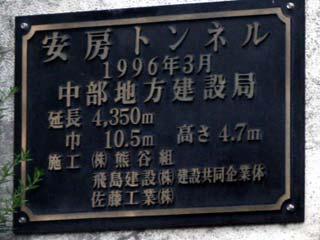 安房トンネル
1996年3月
中部地方建設局
延長 4,350m
巾 10.5m 高さ 4.7m
施工 ㈱熊谷組
飛島建設㈱ 建設共同企業体
佐藤工業㈱